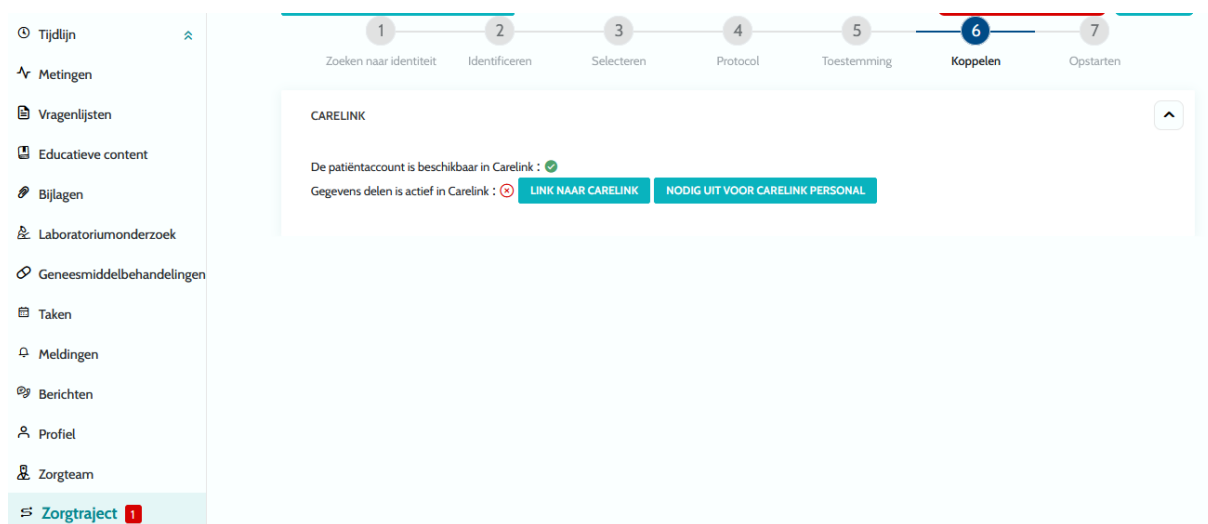 Tijdlijn
Metingen
Vragenlijsten
Educatieve content
Bijlagen
Laboratoriumonderzoek
Geneesmiddelbehandelingen
Taken
Meldingen
Berichten
Profiel
Zorgteam
Zorgtraject 1
1 2 3 4 5 6 7
Zoeken naar identiteit Identificeren Selecteren Protocol Toestemming Koppelen Opstarten
CARELINK
De patiëntaccount is beschikbaar in Carelink :
Gegevens delen is actief in Carelink : LINK NAAR CARELINK NODIG UIT VOOR CARELINK PERSONAL